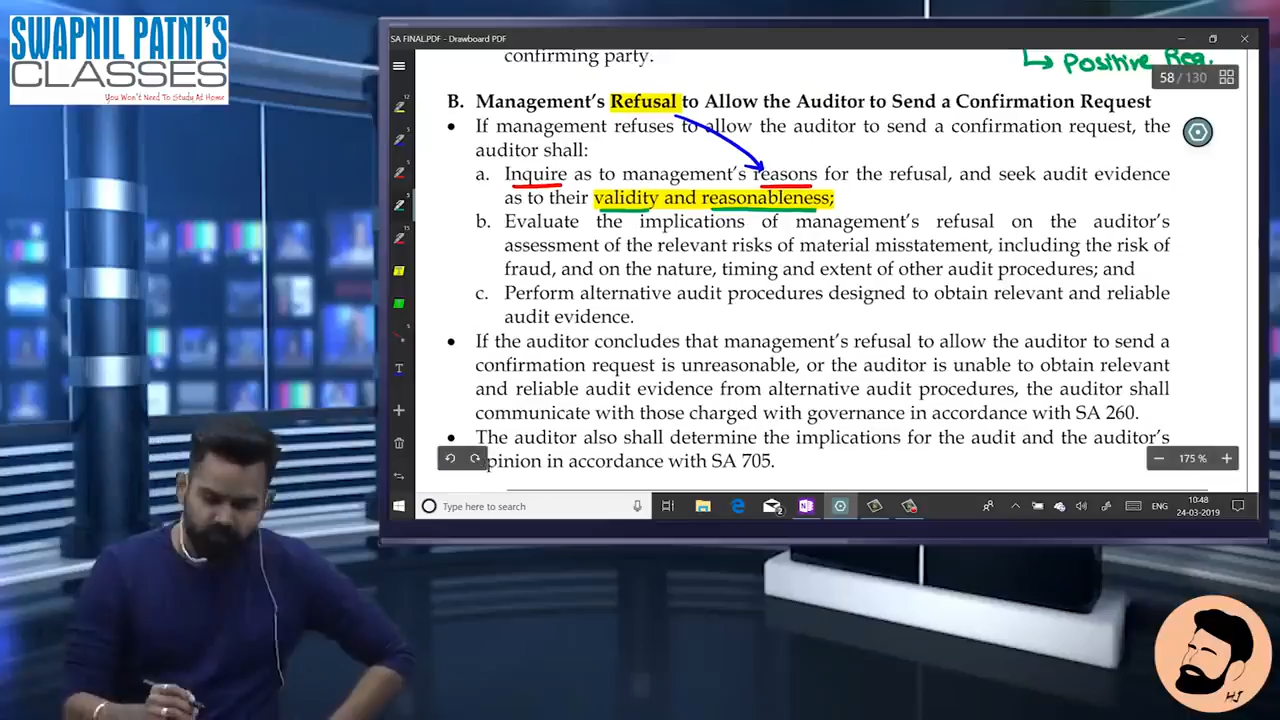 SWAPNIL PATNI'S
CLASSES
You Won't Need To Study At Home
SA FINAL.PDF - Drawboard PDF
confirming party.
Positive Req.
58 / 130
B. Management's Refusal to Allow the Auditor to Send a Confirmation Request
• If management refuses to allow the auditor to send a confirmation request, the
auditor shall:
a. Inquire as to management's reasons for the refusal, and seek audit evidence
as to their validity and reasonableness;
b. Evaluate the implications of management's refusal on the auditor's
assessment of the relevant risks of material misstatement, including the risk of
fraud, and on the nature, timing and extent of other audit procedures; and
c. Perform alternative audit procedures designed to obtain relevant and reliable
audit evidence.
• If the auditor concludes that management's refusal to allow the auditor to send a
confirmation request is unreasonable, or the auditor is unable to obtain relevant
and reliable audit evidence from alternative audit procedures, the auditor shall
communicate with those charged with governance in accordance with SA 260.
• The auditor also shall determine the implications for the audit and the auditor's
pinion in accordance with SA 705.
175 %
Type here to search
ENG
10:48
24-03-2019
HJ